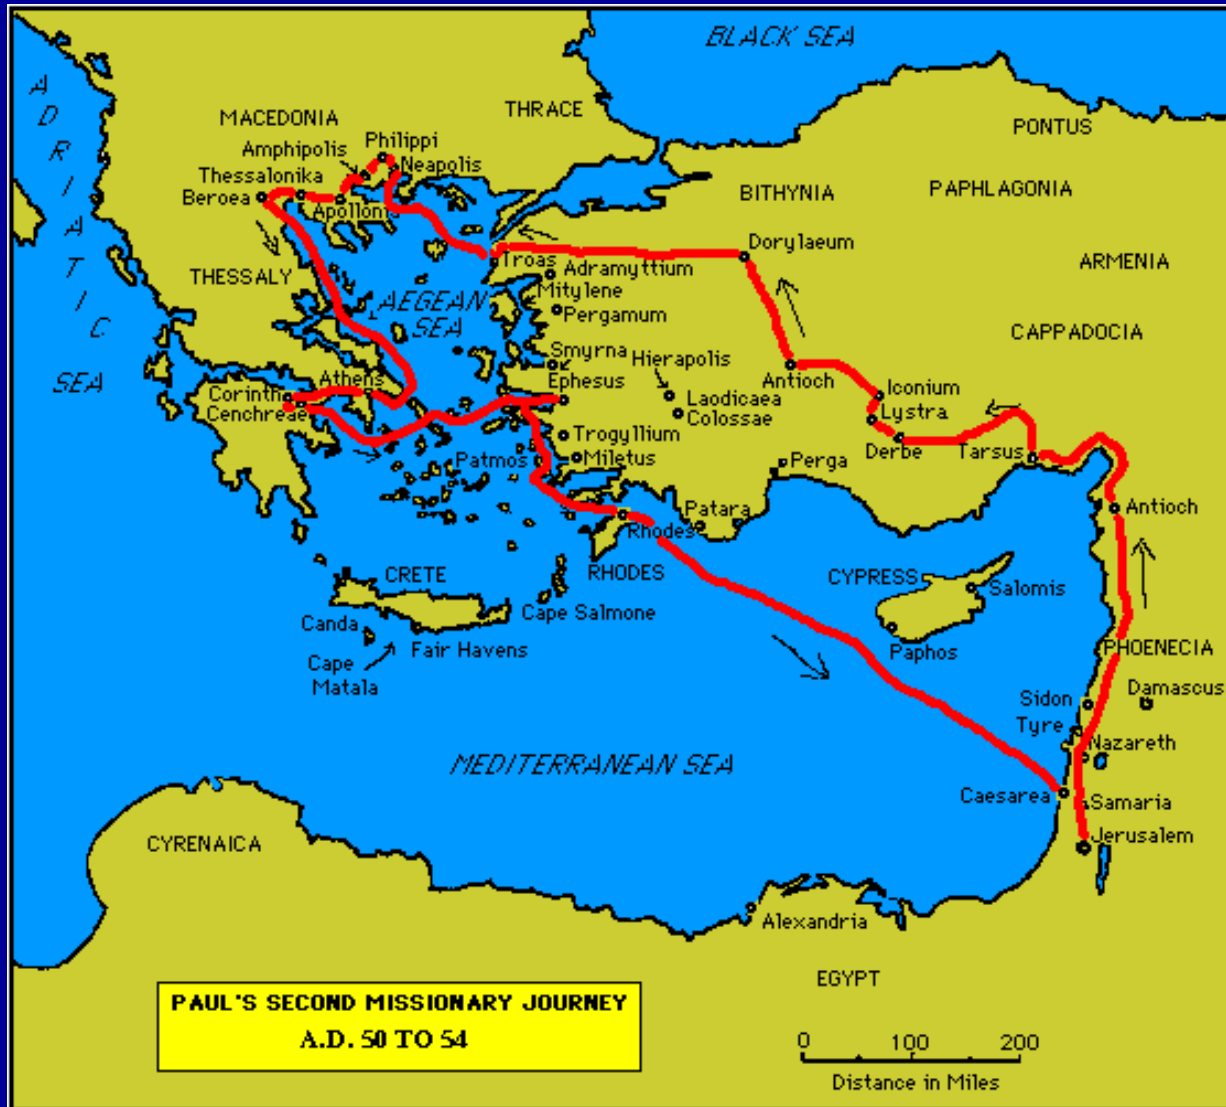 BLACK SEA
ADRIATIC
SEA
THRACE
MACEDONIA
PONTUS
Philippi
Amphipolis
Neapolis
Thessalonika
BITHYNIA
PAPHLAGONIA
Beroea
Apollonia
Dorylaeum
Troas
ARMENIA
THESSALY
Adramyttium
Mitylene
AEGEAN
SEA
Pergamum
CAPPADOCIA
Smyrna
Hierapolis
Athens
Ephesus
Antioch
Iconium
Corinth
Laodicaea
Lystra
Cenchreae
Colossae
Trogyllium
Derbe
Tarsus
Patmos
Miletus
Perga
Patara
Antioch
Rhodes
CRETE
RHODES
CYPRESS
Salomis
Cape Salmone
Canda
Fair Havens
Paphos
PHOENECIA
Cape
Matala
Sidon
Damascus
Tyre
Nazareth
MEDITERRANEAN SEA
Caesarea
Samaria
Jerusalem
CYRENAICA
Alexandria
EGYPT
PAUL'S SECOND MISSIONARY JOURNEY
A.D. 50 TO 54
0 100 200
Distance in Miles